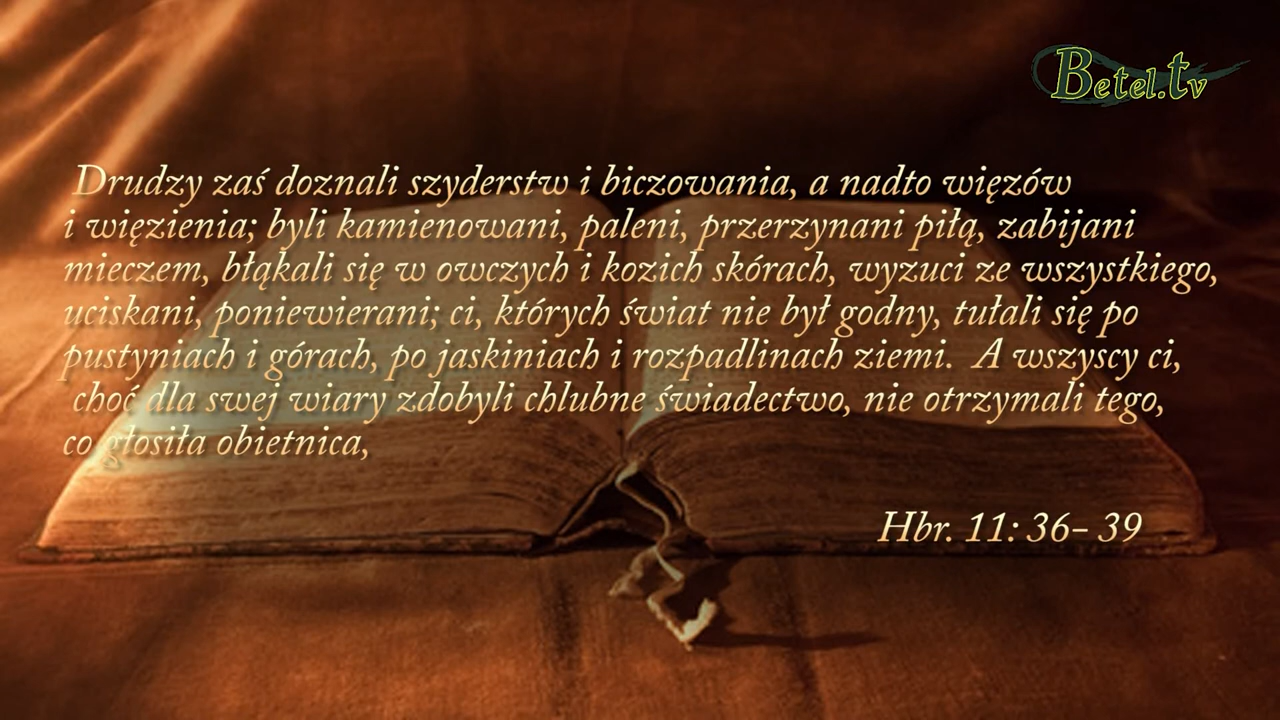 Betel.tv
Drudzy zaś doznali szyderstw i biczowania, a nadto więzów
i więzienia; byli kamienowani, paleni, przerzynani piłą, zabijani
mieczem, błąkali się w owczych i kozich skórach, wyzuci ze wszystkiego,
uciskani, poniewierani; ci, których świat nie był godny, tułali się po
pustyniach i górach, po jaskiniach i rozpadlinach ziemi. A wszyscy ci,
choć dla swej wiary zdobyli chlubne świadectwo, nie otrzymali tego,
co głosiła obietnica,
Hbr. 11: 36- 39